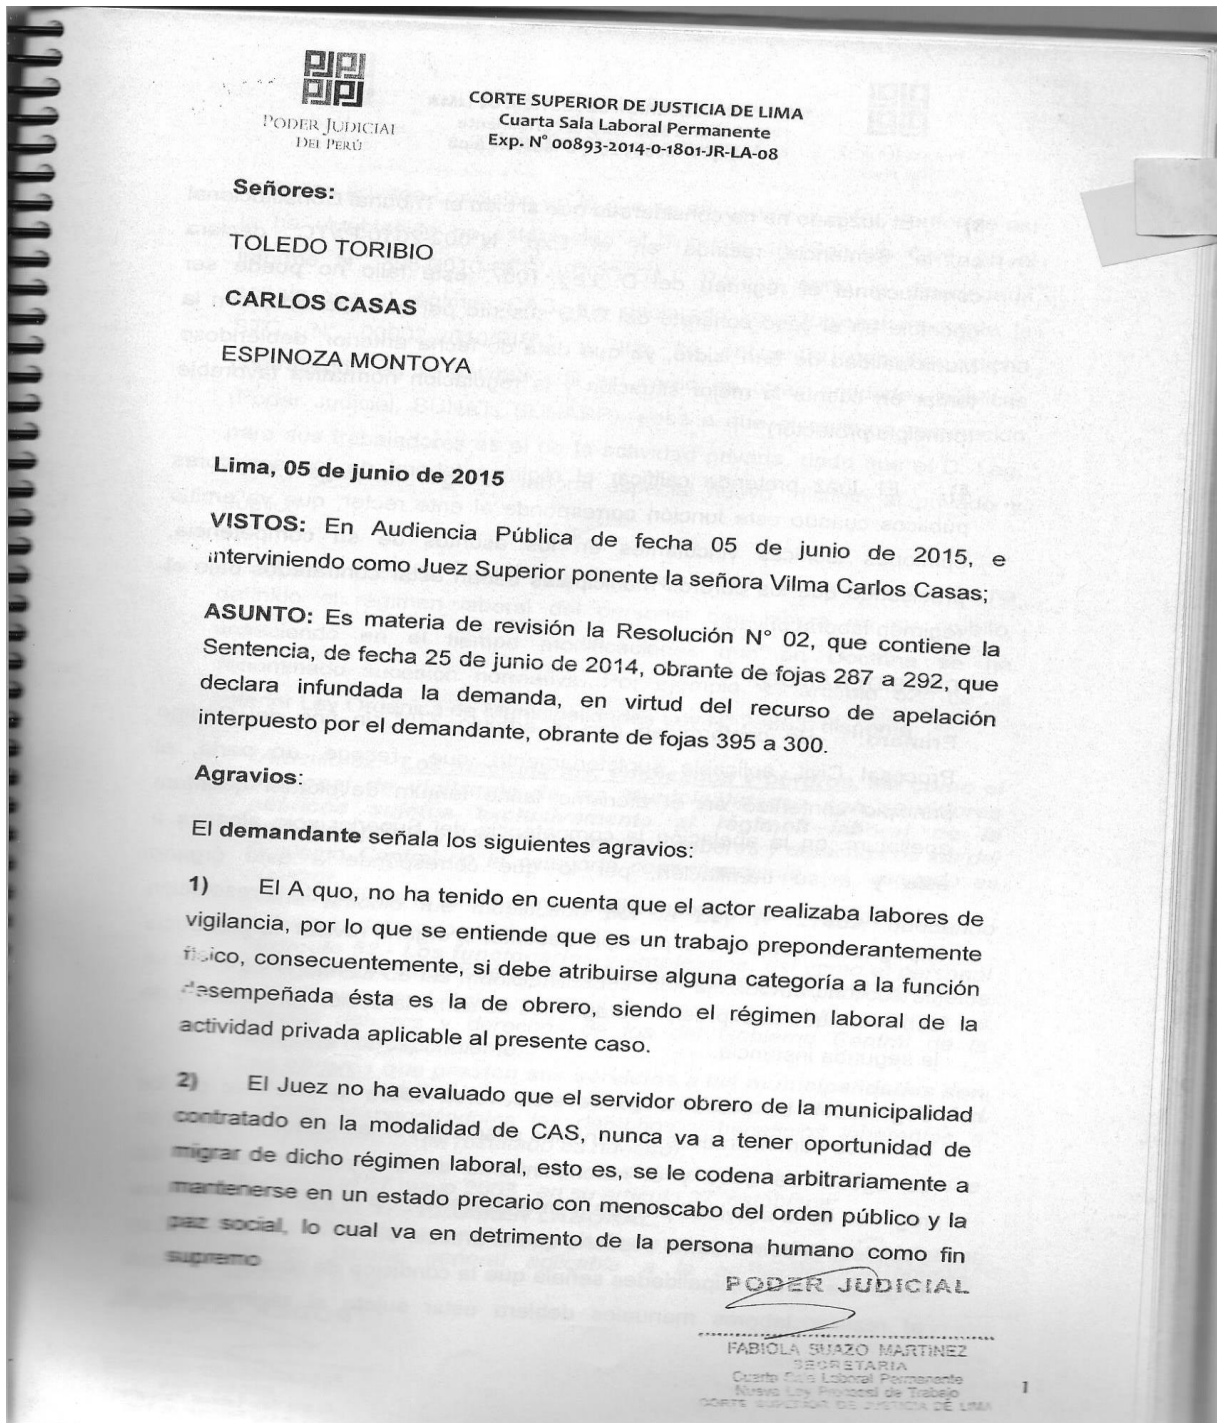 PODER JUDICIAL
DEL PERÚ
CORTE SUPERIOR DE JUSTICIA DE LIMA
Cuarta Sala Laboral Permanente
Exp. N° 00893-2014-0-1801-JR-LA-08
Señores:
TOLEDO TORIBIO
CARLOS CASAS
ESPINOZA MONTOYA
Lima, 05 de junio de 2015
VISTOS: En Audiencia Pública de fecha 05 de junio de 2015, e
interviniendo como Juez Superior ponente la señora Vilma Carlos Casas;
ASUNTO: Es materia de revisión la Resolución N° 02, que contiene la
Sentencia, de fecha 25 de junio de 2014, obrante de fojas 287 a 292, que
declara infundada la demanda, en virtud del recurso de apelación
interpuesto por el demandante, obrante de fojas 395 a 300.
Agravios:
El demandante señala los siguientes agravios:
1) El A quo, no ha tenido en cuenta que el actor realizaba labores de
vigilancia, por lo que se entiende que es un trabajo preponderantemente
físico, consecuentemente, si debe atribuirse alguna categoría a la función
desempeñada ésta es la de obrero, siendo el régimen laboral de la
actividad privada aplicable al presente caso.
2) El Juez no ha evaluado que el servidor obrero de la municipalidad
contratado en la modalidad de CAS, nunca va a tener oportunidad de
migrar de dicho régimen laboral, esto es, se le codena arbitrariamente a
mantenerse en un estado precario con menoscabo del orden público y la
paz social, lo cual va en detrimento de la persona humano como fin
supremo
PODER JUDICIAL
FABIOLA SUAZO MARTINEZ
SECRETARIA
Cuarta Sala Laboral Permanente
Nueva Ley Procesal de Trabajo
CORTE SUPERIOR DE JUSTICIA DE LIMA
1